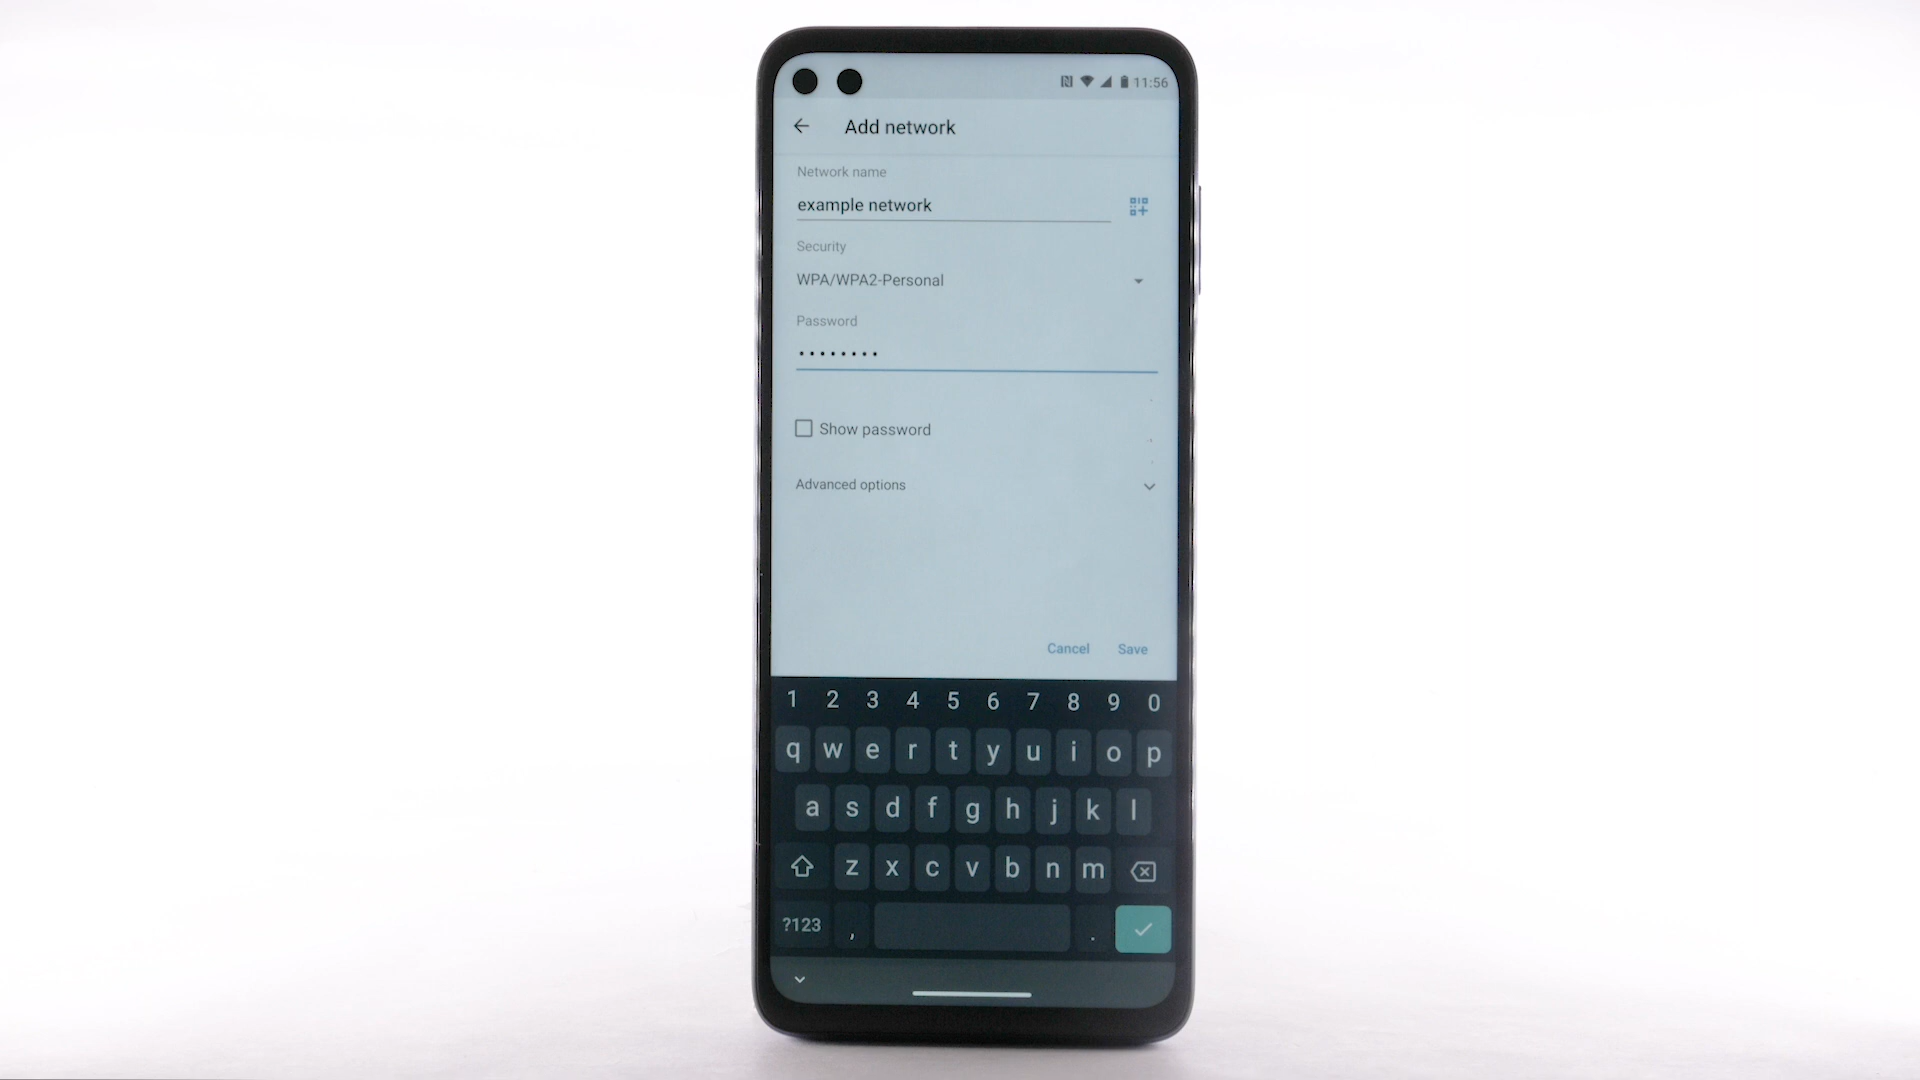 11:56
Add network
Network name
example network
Security
WPA/WPA2-Personal
Password
••••••••
Show password
Advanced options
Cancel Save
1 2 3 4 5 6 7 8 9 0
q w e r t y u i o p
a s d f g h j k l
z x c v b n m
?123 , .